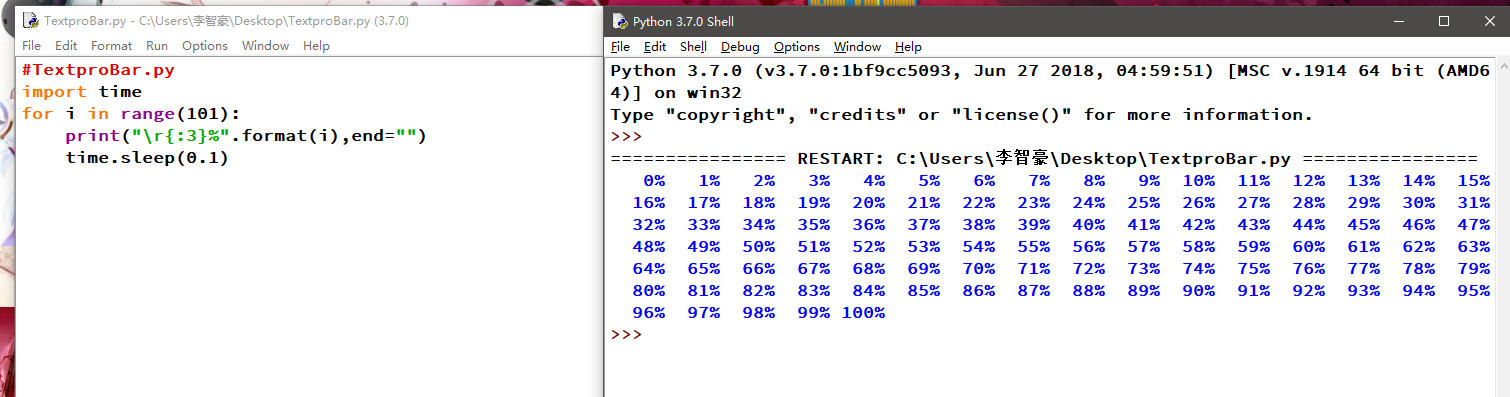 TextproBar.py - C:\Users\李智豪\Desktop\TextproBar.py (3.7.0)
File Edit Format Run Options Window Help
#TextproBar.py
import time
for i in range(101):
    print("\r{:3}%".format(i),end="")
    time.sleep(0.1)
Python 3.7.0 Shell
File Edit Shell Debug Options Window Help
Python 3.7.0 (v3.7.0:1bf9cc5093, Jun 27 2018, 04:59:51) [MSC v.1914 64 bit (AMD6
4)] on win32
Type "copyright", "credits" or "license()" for more information.
>>>
================ RESTART: C:\Users\李智豪\Desktop\TextproBar.py ================
  0%   1%   2%   3%   4%   5%   6%   7%   8%   9%  10%  11%  12%  13%  14%  15%
 16%  17%  18%  19%  20%  21%  22%  23%  24%  25%  26%  27%  28%  29%  30%  31%
 32%  33%  34%  35%  36%  37%  38%  39%  40%  41%  42%  43%  44%  45%  46%  47%
 48%  49%  50%  51%  52%  53%  54%  55%  56%  57%  58%  59%  60%  61%  62%  63%
 64%  65%  66%  67%  68%  69%  70%  71%  72%  73%  74%  75%  76%  77%  78%  79%
 80%  81%  82%  83%  84%  85%  86%  87%  88%  89%  90%  91%  92%  93%  94%  95%
 96%  97%  98%  99% 100%
>>>